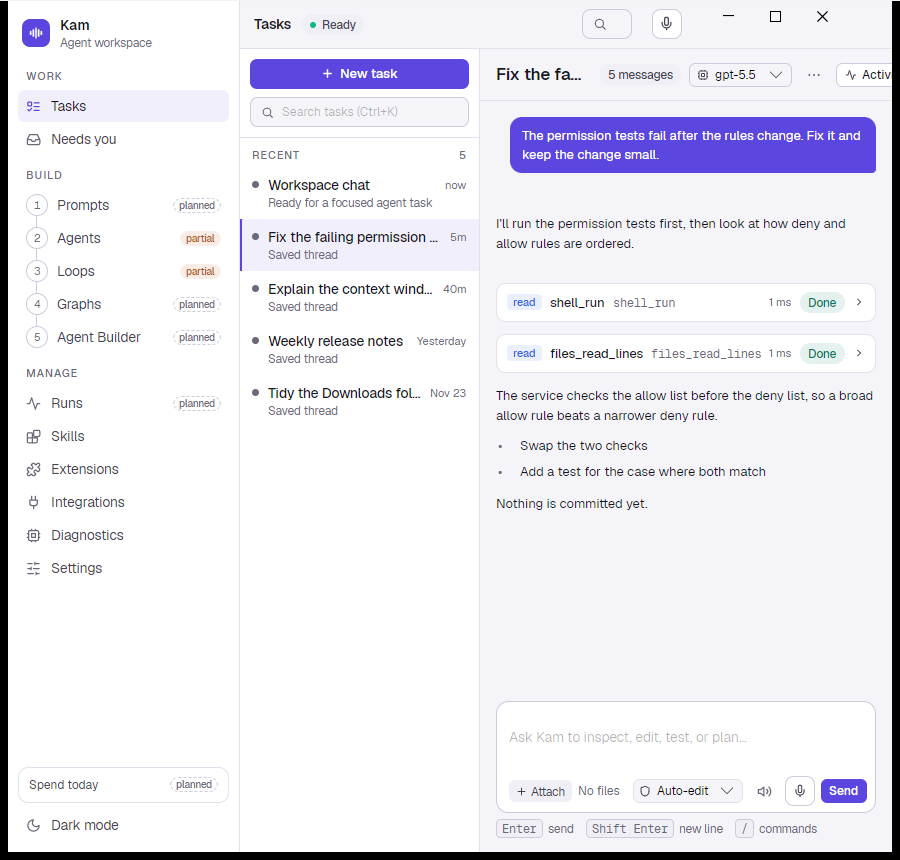 Kam
Agent workspace
WORK
Tasks
Needs you
BUILD
1 Prompts planned
2 Agents partial
3 Loops partial
4 Graphs planned
5 Agent Builder planned
MANAGE
Runs planned
Skills
Extensions
Integrations
Diagnostics
Settings
Spend today planned
Dark mode
Tasks Ready
+ New task
Search tasks (Ctrl+K)
RECENT 5
Workspace chat now
Ready for a focused agent task
Fix the failing permission ... 5m
Saved thread
Explain the context wind... 40m
Saved thread
Weekly release notes Yesterday
Saved thread
Tidy the Downloads fol... Nov 23
Saved thread
Fix the fa... 5 messages gpt-5.5 ... Activ
The permission tests fail after the rules change. Fix it and
keep the change small.
I'll run the permission tests first, then look at how deny and
allow rules are ordered.
read shell_run shell_run 1 ms Done
read files_read_lines files_read_lines 1 ms Done
The service checks the allow list before the deny list, so a broad
allow rule beats a narrower deny rule.
• Swap the two checks
• Add a test for the case where both match
Nothing is committed yet.
Ask Kam to inspect, edit, test, or plan...
+ Attach No files Auto-edit Send
Enter send Shift Enter new line / commands